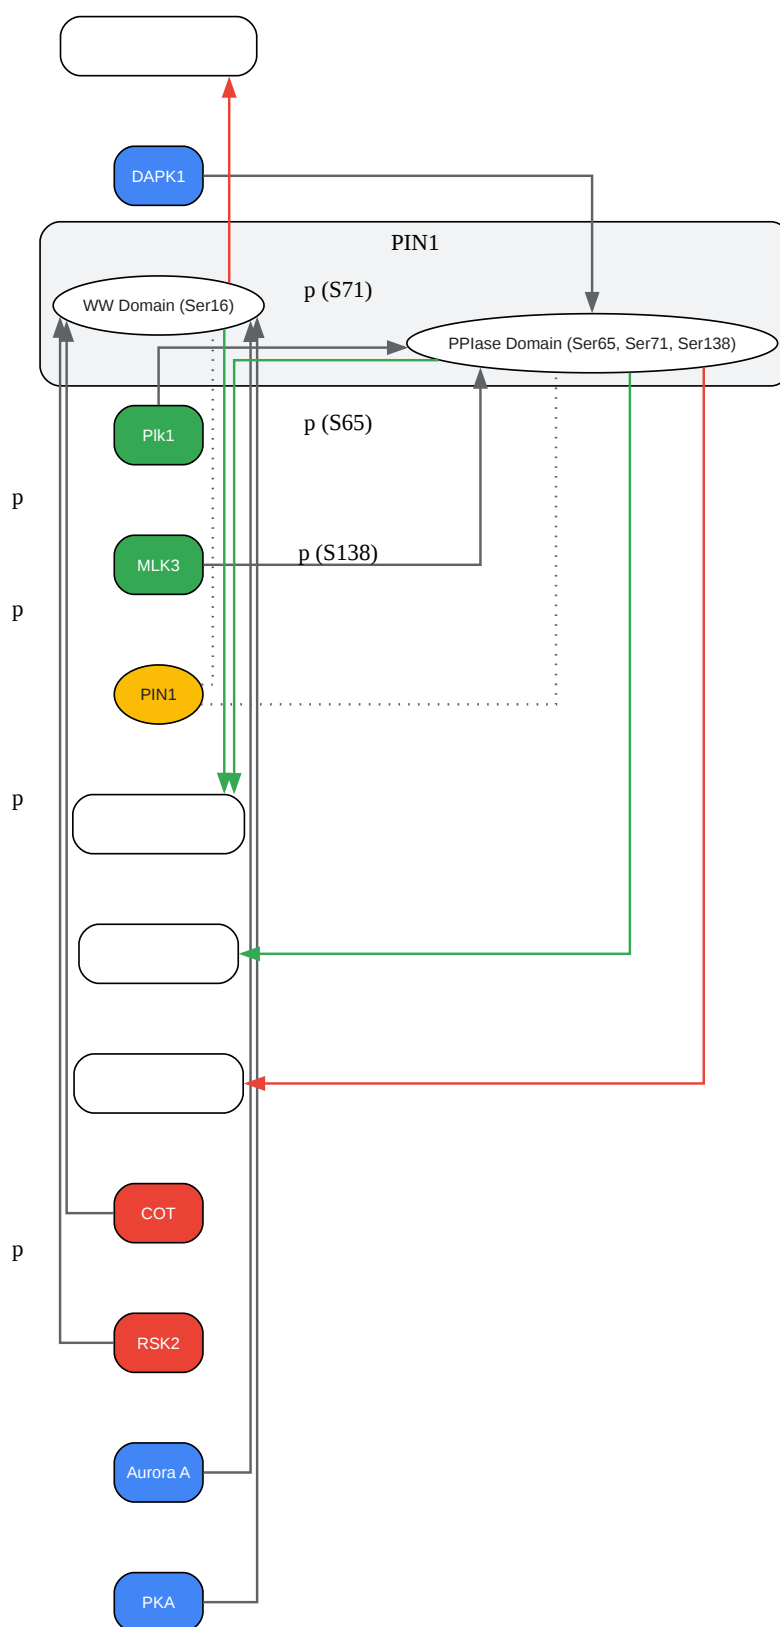 DAPK1
PIN1
p (S71)
WW Domain (Ser16)
PPIase Domain (Ser65, Ser71, Ser138)
p (S65)
Plk1
p
p (S138)
MLK3
p
PIN1
p
COT
p
RSK2
Aurora A
PKA